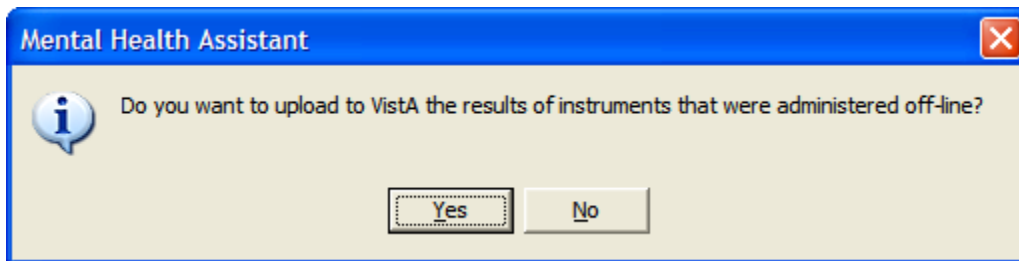 Mental Health Assistant
Do you want to upload to VistA the results of instruments that were administered off-line?
Yes
No